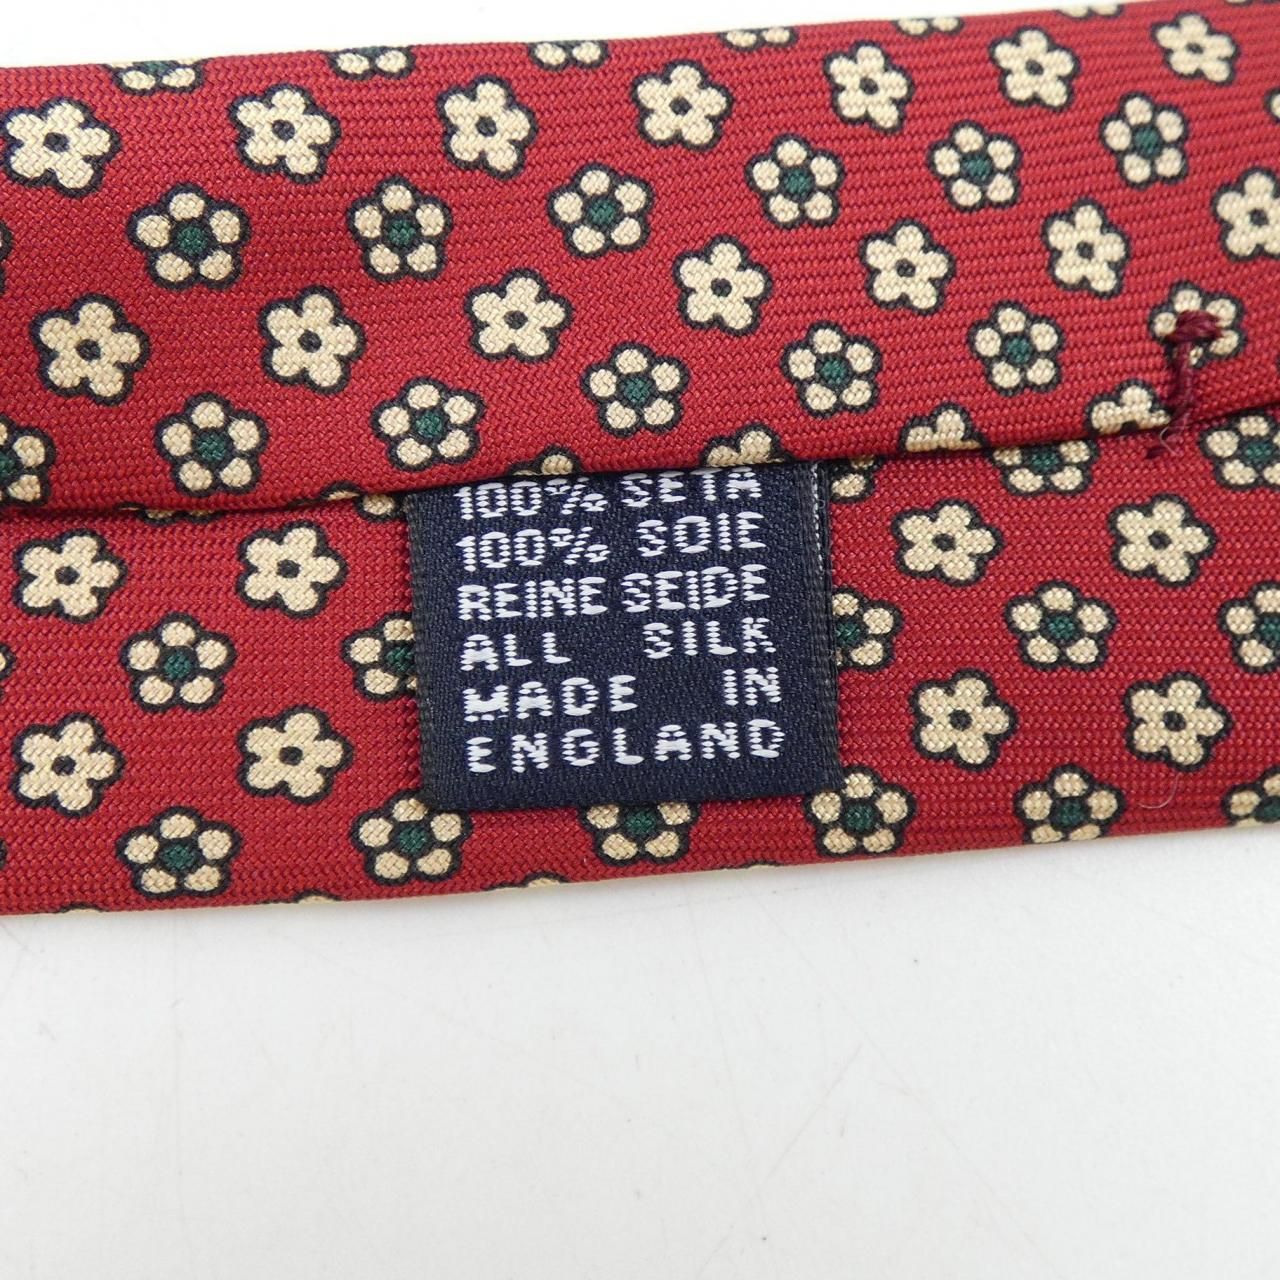 100% SETA
100% SOIE
REINE SEIDE
ALL SILK
MADE IN
ENGLAND